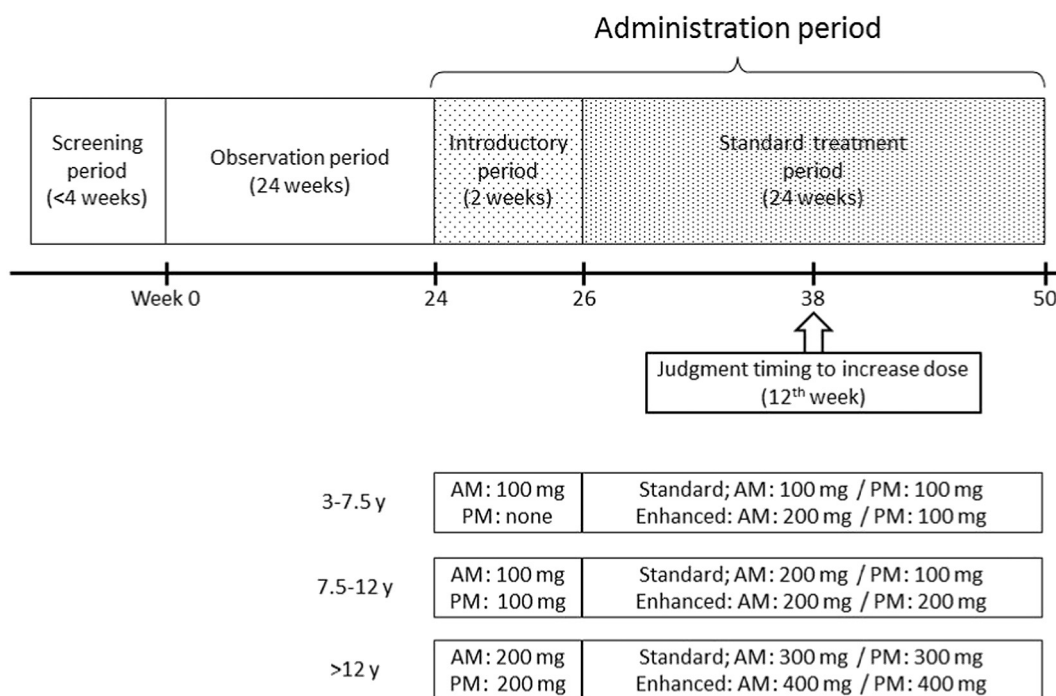 Administration period
Screening
period
(<4 weeks)
Observation period
(24 weeks)
Introductory
period
(2 weeks)
Standard treatment
period
(24 weeks)
Week 0
24
26
38
50
Judgment timing to increase dose
(12th week)
3-7.5 y
AM: 100 mg
PM: none
Standard; AM: 100 mg / PM: 100 mg
Enhanced: AM: 200 mg / PM: 100 mg
7.5-12 y
AM: 100 mg
PM: 100 mg
Standard; AM: 200 mg / PM: 100 mg
Enhanced: AM: 200 mg / PM: 200 mg
>12 y
AM: 200 mg
PM: 200 mg
Standard; AM: 300 mg / PM: 300 mg
Enhanced: AM: 400 mg / PM: 400 mg